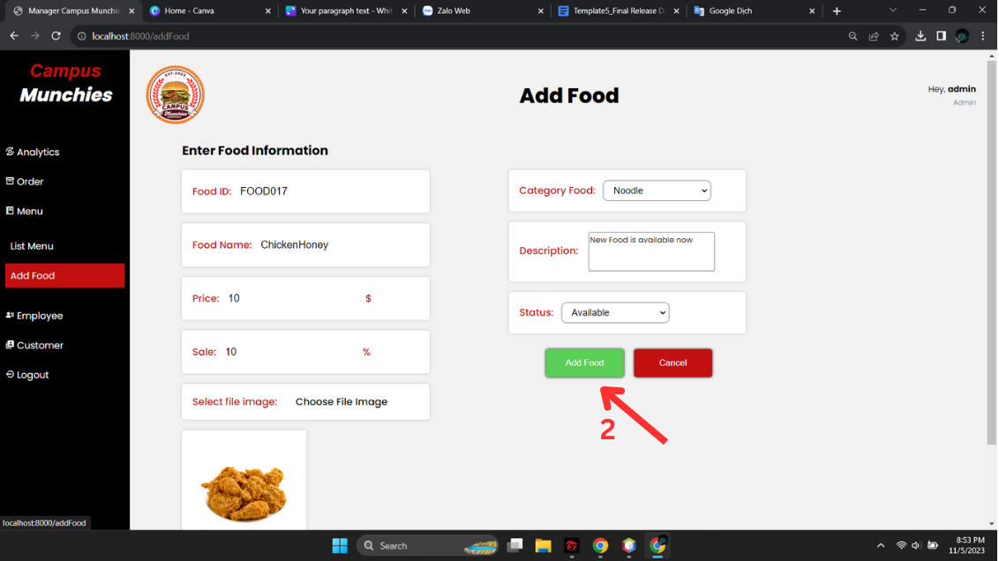 Manager Campus Munchie
Home - Canva
Your paragraph text - Whit
Zalo Web
Template5_Final Release D
Google Dịch
localhost:8000/addFood
Campus
Munchies
EST.2023
CAMPUS
Munchies
Add Food
Hey, admin
Admin
Analytics
Order
Menu
List Menu
Add Food
Employee
Customer
Logout
Enter Food Information
Food ID: FOOD017
Food Name: ChickenHoney
Price: 10 $
Sale: 10 %
Select file image: Choose File Image
Category Food: Noodle
Description: New Food is available now
Status: Available
Add Food
Cancel
2
localhost:8000/addFood
Search
8:53 PM
11/5/2023